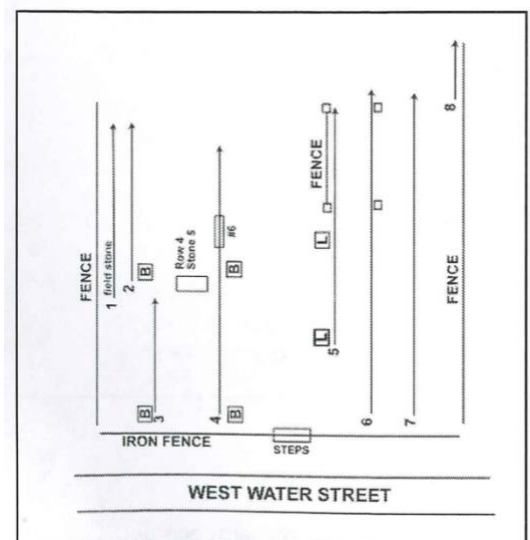 8
FENCE
Row 4
Stone 5
#6
L
FENCE
field stone
B
B
2
1
L
5
FENCE
B
3
4
B
6
7
IRON FENCE
STEPS
WEST WATER STREET